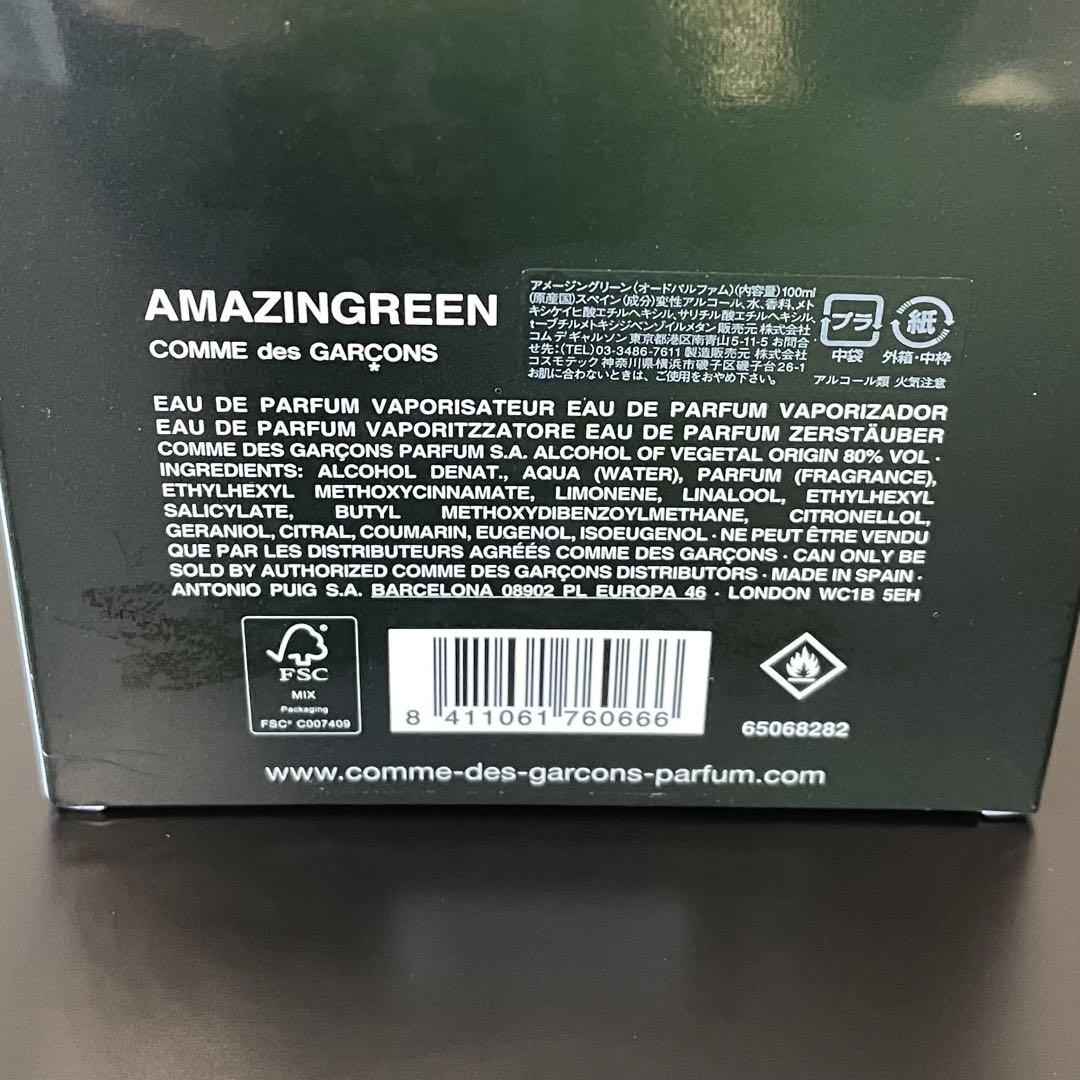 AMAZINGREEN
COMME des GARÇONS
*
アメージングリーン(オードパルファム)(内容量)100ml
(原産国)スペイン(成分)変性アルコール、水、香料、メト
キシケイヒ酸エチルヘキシル、サリチル酸エチルヘキシル、
t-ブチルメトキシジベンゾイルメタン 販売元 株式会社
コム デ ギャルソン 東京都港区南青山5-11-5 お問合
せ先:(TEL)03-3486-7611 製造販売元 株式会社
コスモテック 神奈川県横浜市磯子区磯子台26-1
お肌に合わないときは、ご使用をおやめ下さい。
プラ
中袋
紙
外箱・中枠
アルコール類 火気注意
EAU DE PARFUM VAPORISATEUR EAU DE PARFUM VAPORIZADOR
EAU DE PARFUM VAPORITZZATORE EAU DE PARFUM ZERSTÄUBER
COMME DES GARÇONS PARFUM S.A. ALCOHOL OF VEGETAL ORIGIN 80% VOL ·
INGREDIENTS: ALCOHOL DENAT., AQUA (WATER), PARFUM (FRAGRANCE),
ETHYLHEXYL METHOXYCINNAMATE, LIMONENE, LINALOOL, ETHYLHEXYL
SALICYLATE, BUTYL METHOXYDIBENZOYLMETHANE, CITRONELLOL,
GERANIOL, CITRAL, COUMARIN, EUGENOL, ISOEUGENOL · NE PEUT ÊTRE VENDU
QUE PAR LES DISTRIBUTEURS AGRÉÉS COMME DES GARÇONS · CAN ONLY BE
SOLD BY AUTHORIZED COMME DES GARÇONS DISTRIBUTORS · MADE IN SPAIN ·
ANTONIO PUIG S.A. BARCELONA 08902 PL EUROPA 46 · LONDON WC1B 5EH
FSC
MIX
Packaging
FSC® C007409
8 411061 760666
65068282
www.comme-des-garcons-parfum.com